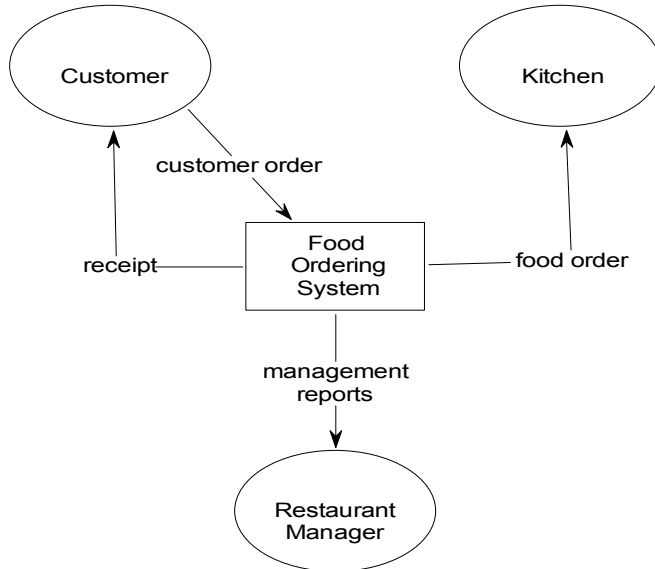 Customer
Kitchen
customer order
Food
Ordering
System
receipt
food order
management
reports
Restaurant
Manager